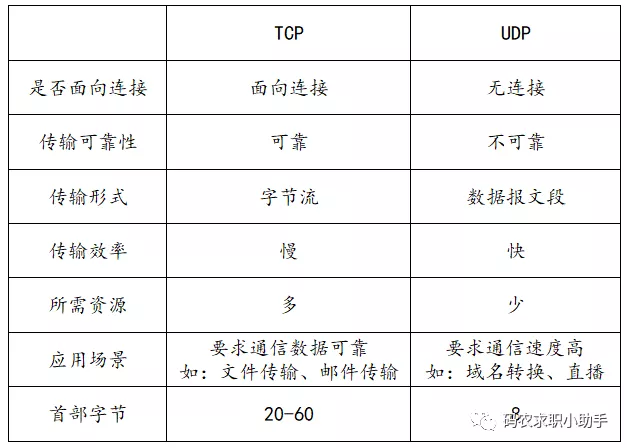 TCP UDP
是否面向连接 面向连接 无连接
传输可靠性 可靠 不可靠
传输形式 字节流 数据报文段
传输效率 慢 快
所需资源 多 少
应用场景 要求通信数据可靠 要求通信速度高
如：文件传输、邮件传输 如：域名转换、直播
首部字节 20-60 8
码农求职小助手